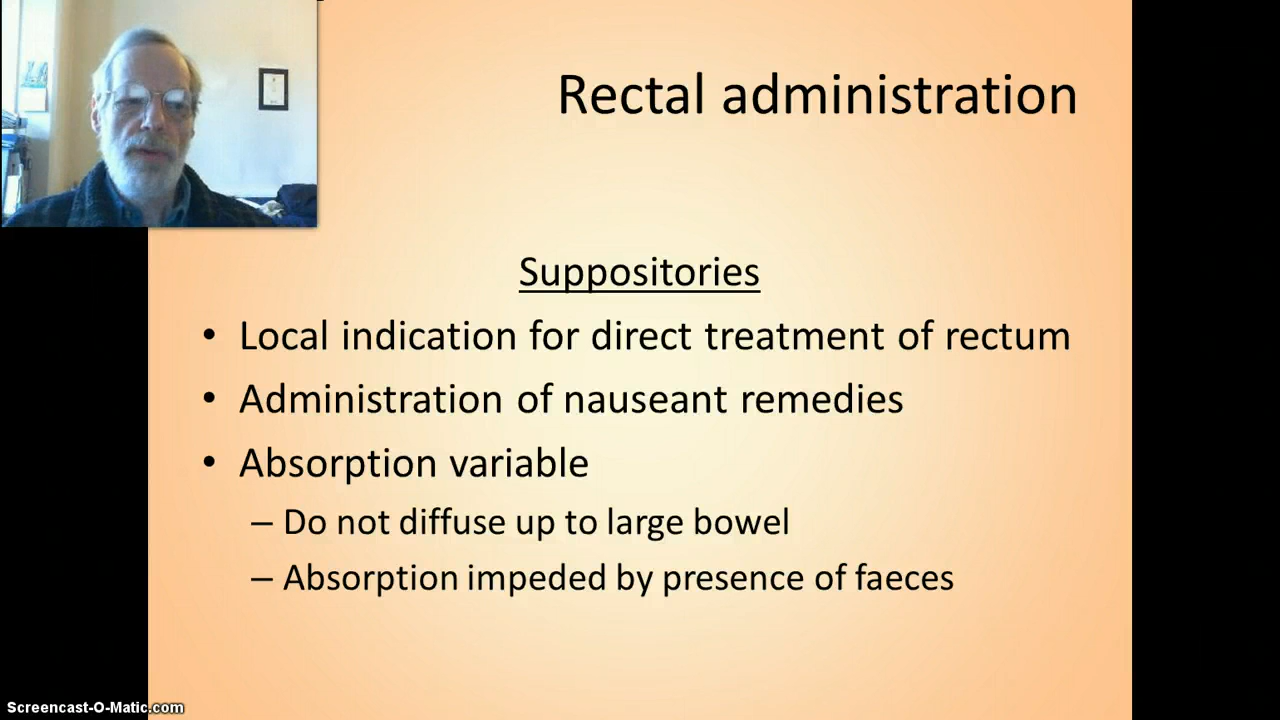 Rectal administration
Suppositories
• Local indication for direct treatment of rectum
• Administration of nauseant remedies
• Absorption variable
– Do not diffuse up to large bowel
– Absorption impeded by presence of faeces
Screencast-O-Matic.com